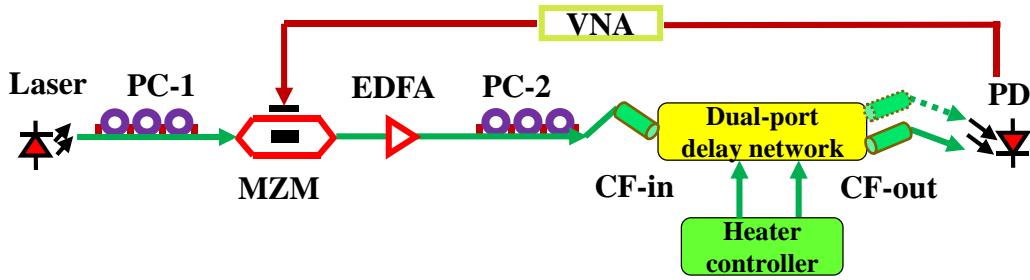 VNA
Laser
PC-1
EDFA
PC-2
PD
Dual-port
delay network
MZM
CF-in
CF-out
Heater
controller